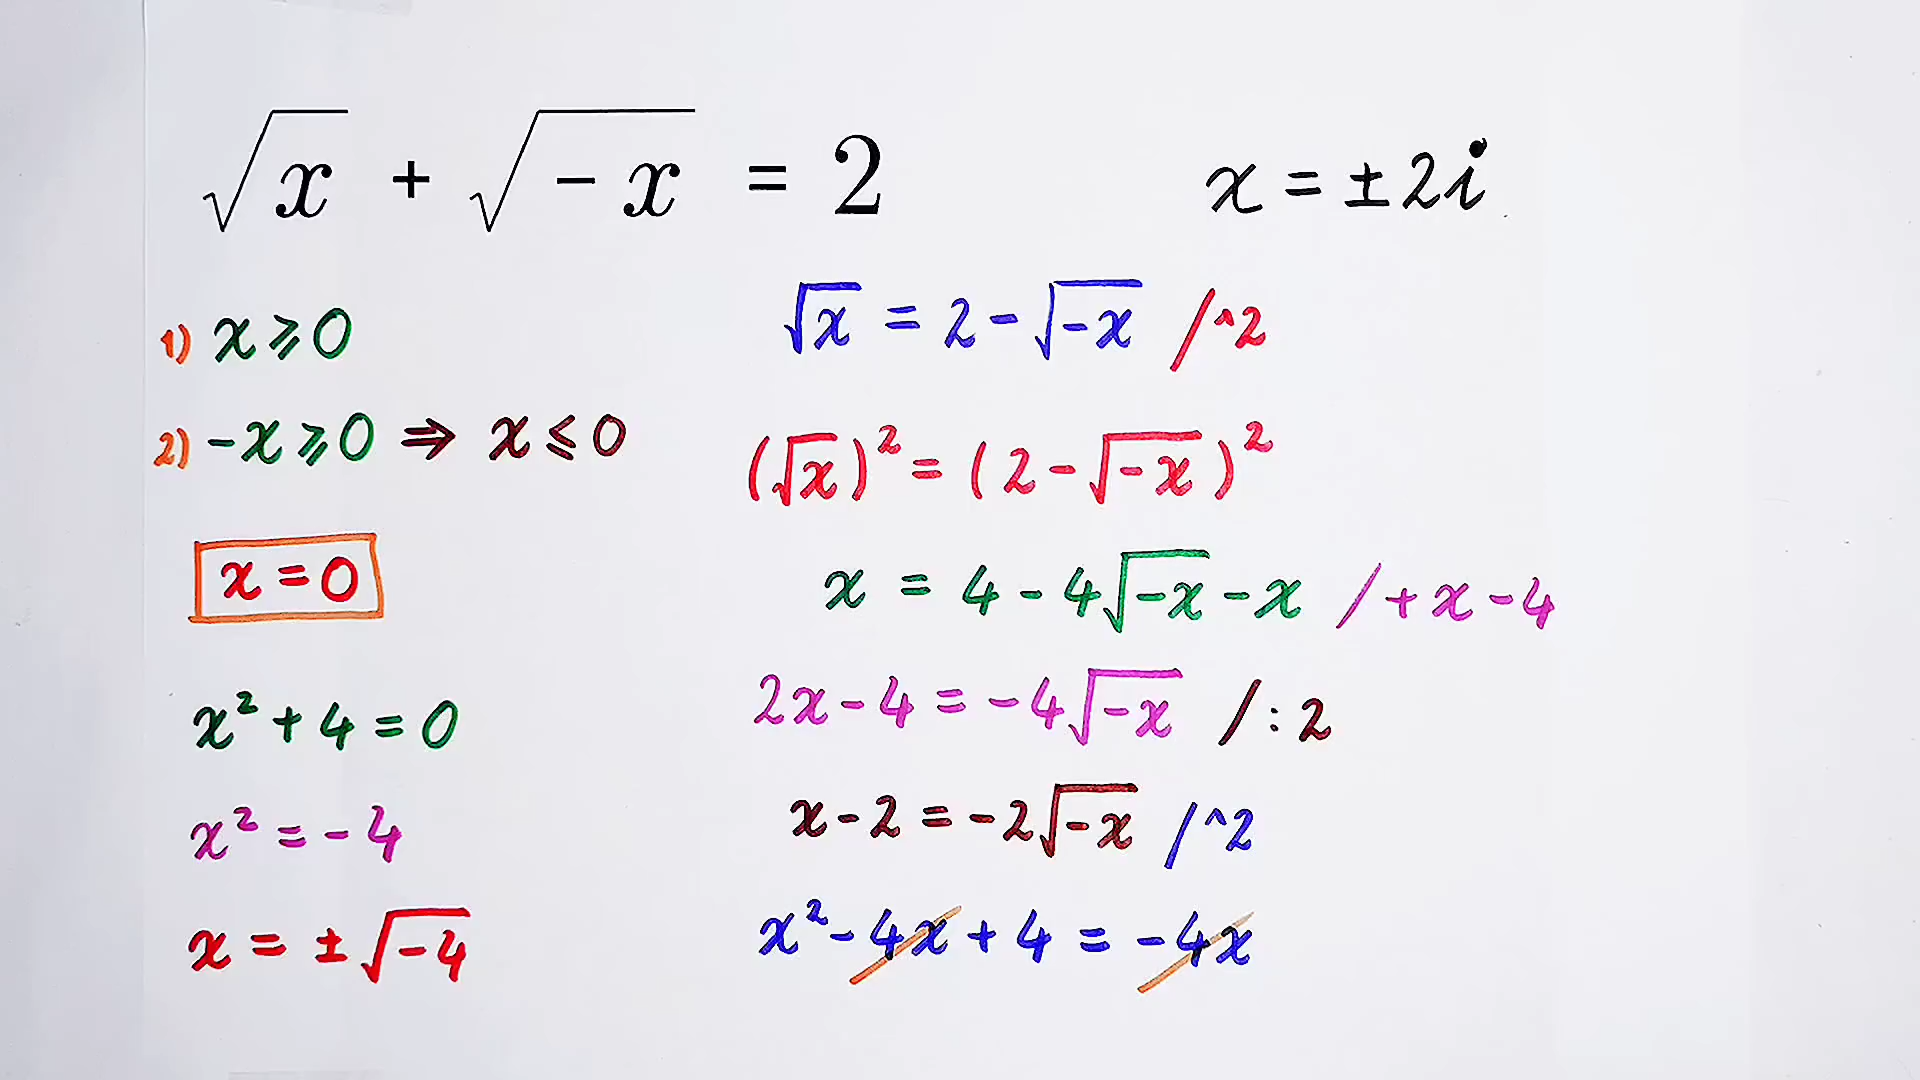 √x + √-x = 2
x = ±2i
1) x ⩾ 0
2) -x ⩾ 0 ⇒ x ≤ 0
x = 0
x² + 4 = 0
x² = -4
x = ±√-4
√x = 2 - √-x /^2
(√x)² = (2 - √-x)²
x = 4 - 4√-x - x /+x-4
2x - 4 = -4√-x /:2
x - 2 = -2√-x /^2
x² - 4x + 4 = -4x